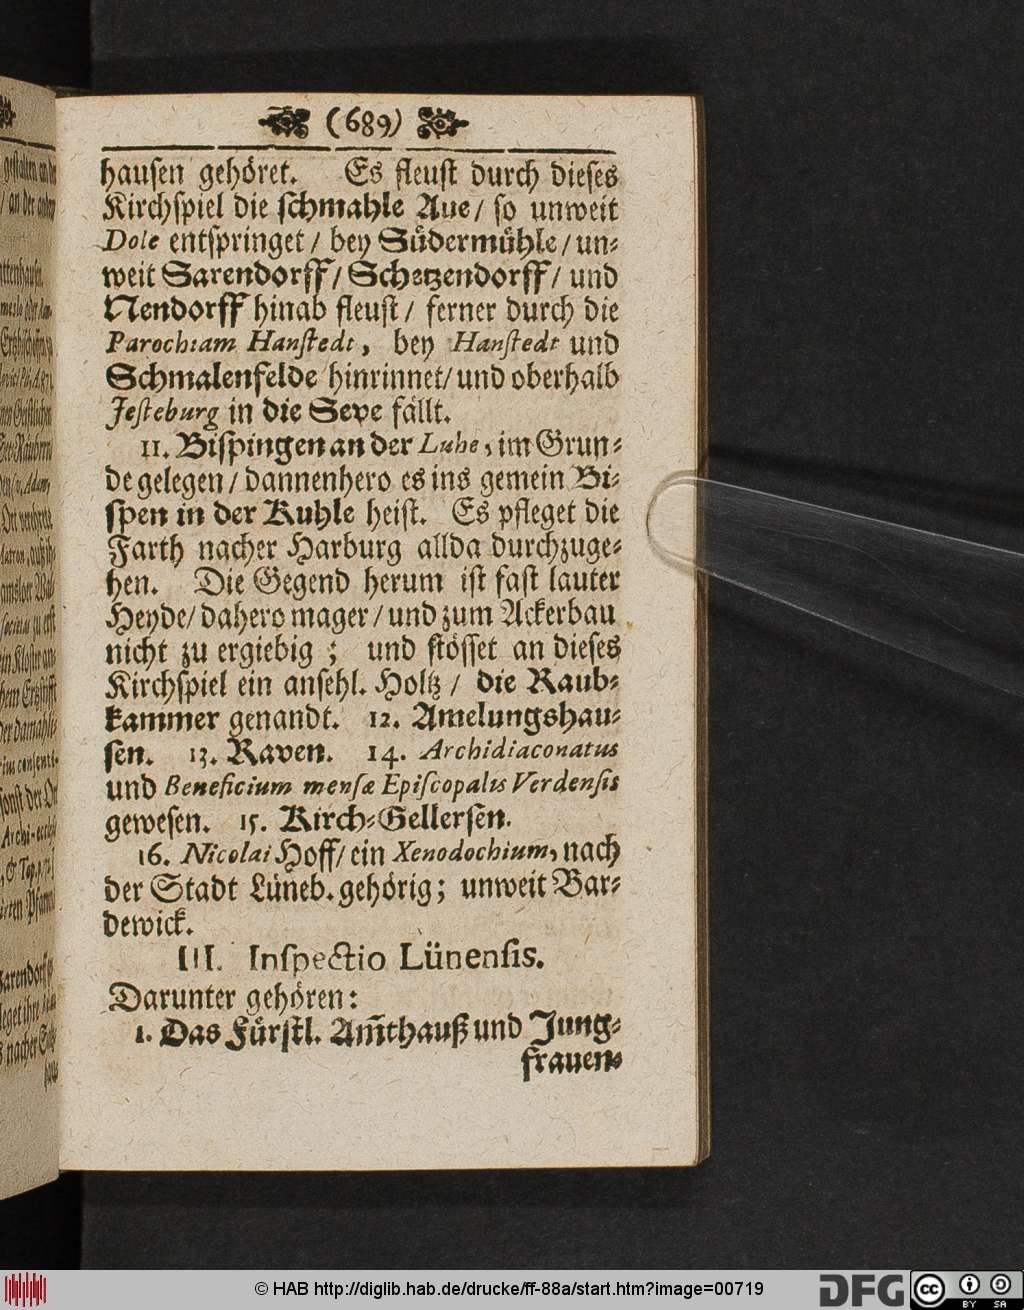 (689)
hausen gehöret. Es fleust durch dieses
Kirchspiel die schmahle Aue / so unweit
Dole entspringet / bey Südermühle / un-
weit Sarendorff / Schetzendorff / und
Nendorff hinab fleust / ferner durch die
Parochiam Hanstedt, bey Hanstedt und
Schmalenfelde hinrinnet / und oberhalb
Jesteburg in die Seve fällt.
11. Bispingen an der Luhe, im Grun-
de gelegen / dannenhero es ins gemein Bi-
spen in der Kuhle heist. Es pfleget die
Farth nacher Harburg allda durchzuge-
hen. Die Gegend herum ist fast lauter
Heyde / dahero mager / und zum Ackerbau
nicht zu ergiebig ; und stösset an dieses
Kirchspiel ein ansehl. Holtz / die Raub-
kammer genandt. 12. Amelungshau-
sen. 13. Raven. 14. Archidiaconatus
und Beneficium mensæ Episcopalis Verdensis
gewesen. 15. Kirch-Gellersen.
16. Nicolai Hoff / ein Xenodochium, nach
der Stadt Lüneb. gehörig; unweit Bar-
dewick.
III. Inspectio Lünensis.
Darunter gehören:
1. Das Fürstl. Am̃thauß und Jung-
frauen-
© HAB http://diglib.hab.de/drucke/ff-88a/start.htm?image=00719
DFG
cc
BY SA